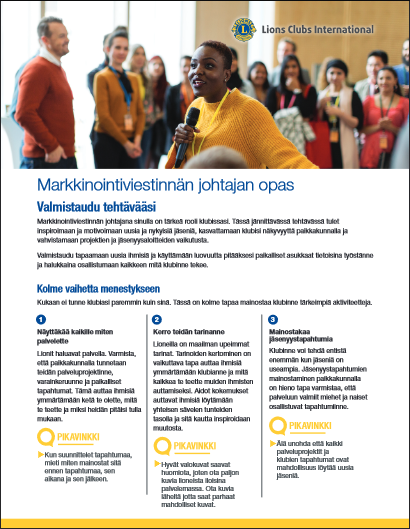 Lions Clubs International
Markkinointiviestinnän johtajan opas
Valmistaudu tehtävääsi
Markkinointiviestinnän johtajana sinulla on tärkeä rooli klubissasi. Tässä jännittävässä tehtävässä tulet
inspiroimaan ja motivoimaan uusia ja nykyisiä jäseniä, kasvattamaan klubisi näkyvyyttä paikkakunnalla ja
vahvistamaan projektien ja jäsenyysaloitteiden vaikutusta.
Valmistaudu tapaamaan uusia ihmisiä ja käyttämään luovuutta pitääksesi paikalliset asukkaat tietoisina työstänne
ja halukkaina osallistumaan kaikkeen mitä klubinne tekee.
Kolme vaihetta menestykseen
Kukaan ei tunne klubiasi paremmin kuin sinä. Tässä on kolme tapaa mainostaa klubinne tärkeimpiä aktiviteetteja.
1
Näyttäkää kaikille miten
palvelette
Lionit haluavat palvella. Varmista,
että paikkakunnalla tunnetaan
teidän palveluprojektinne,
varainkeruunne ja paikalliset
tapahtumat. Tämä auttaa ihmisiä
ymmärtämään ketä te olette, mitä
te teette ja miksi heidän pitäisi tulla
mukaan.
PIKAVINKKI
Kun suunnittelet tapahtumaa,
mieti miten mainostat sitä
ennen tapahtumaa, sen
aikana ja sen jälkeen.
2
Kerro teidän tarinanne
Lioneilla on maailman upeimmat
tarinat. Tarinoiden kertominen on
vaikuttava tapa auttaa ihmisiä
ymmärtämään klubianne ja mitä
kaikkea te teette muiden ihmisten
auttamiseksi. Aidot kokemukset
auttavat ihmisiä löytämään
yhteisen sävelen tunteiden
tasolla ja sitä kautta inspiroidaan
muutosta.
PIKAVINKKI
Hyvät valokuvat saavat
huomiota, joten ota paljon
kuvia lioneista iloisina
palvelemassa. Ota kuvia
läheltä jotta saat parhaat
mahdolliset kuvat.
3
Mainostakaa
jäsenyystapahtumia
Klubinne voi tehdä entistä
enemmän kun jäseniä on
useampia. Jäsenyystapahtumien
mainostaminen paikkakunnalla
on hieno tapa varmistaa, että
palveluun valmiit miehet ja naiset
osallistuvat tapahtumiinne.
PIKAVINKKI
Älä unohda että kaikki
palveluprojektit ja
klubien tapahtumat ovat
mahdollisuus löytää uusia
jäseniä.